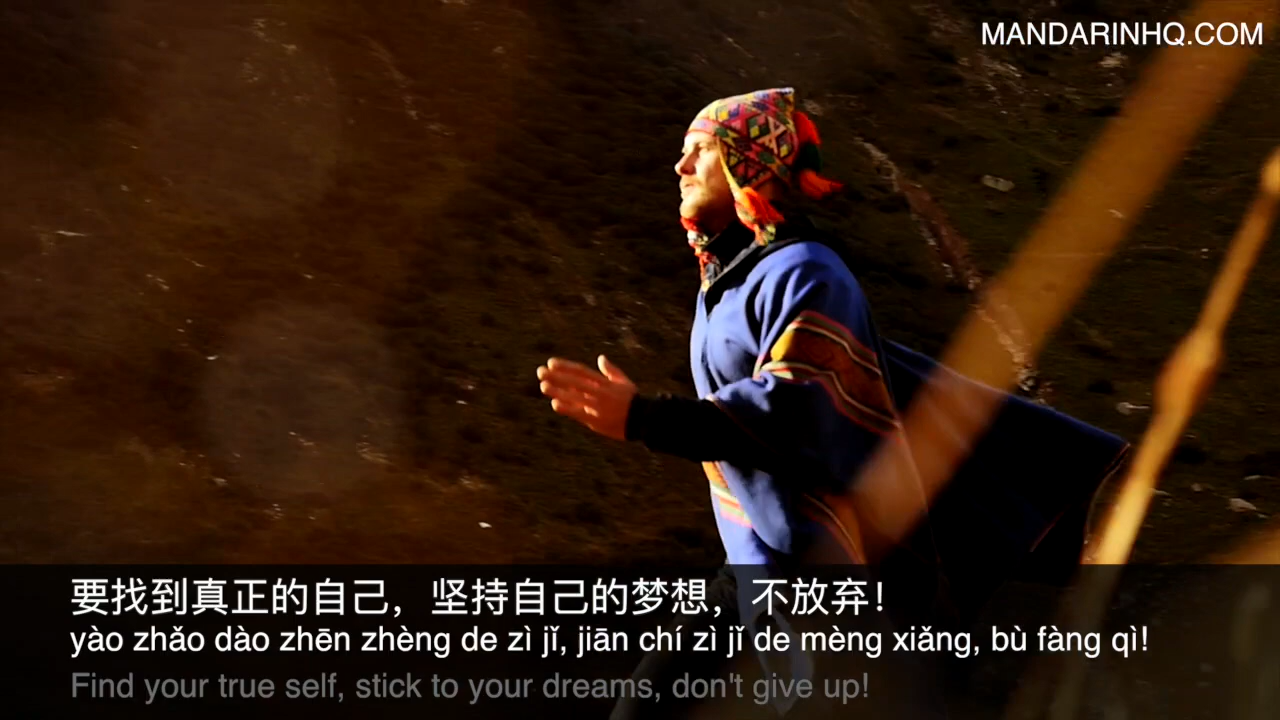 MANDARINHQ.COM
要找到真正的自己，坚持自己的梦想，不放弃！
yào zhǎo dào zhēn zhèng de zì jǐ, jiān chí zì jǐ de mèng xiǎng, bù fàng qì!
Find your true self, stick to your dreams, don't give up!